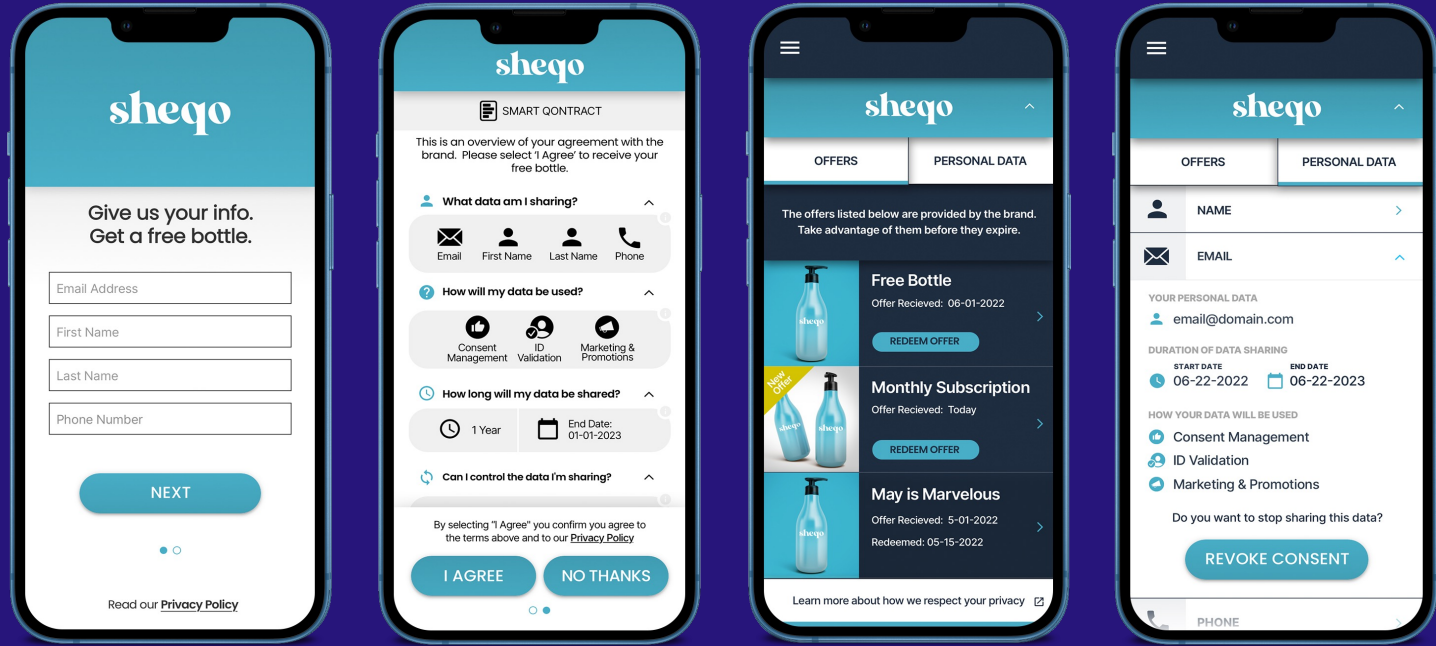 sheqo
Give us your info.
Get a free bottle.
Email Address
First Name
Last Name
Phone Number
NEXT
Read our Privacy Policy
sheqo
SMART QONTRACT
This is an overview of your agreement with the
brand. Please select 'I Agree' to receive your
free bottle.
What data am I sharing?
Email
First Name
Last Name
Phone
How will my data be used?
Consent
Management
ID
Validation
Marketing &
Promotions
How long will my data be shared?
1 Year
End Date:
01-01-2023
Can I control the data I'm sharing?
By selecting "I Agree" you confirm you agree to
the terms above and to our Privacy Policy
I AGREE
NO THANKS
sheqo
OFFERS
PERSONAL DATA
The offers listed below are provided by the brand.
Take advantage of them before they expire.
sheqo
Free Bottle
Offer Recieved: 06-01-2022
REDEEM OFFER
New
Offer
sheqo
sheqo
Monthly Subscription
Offer Recieved: Today
REDEEM OFFER
sheqo
May is Marvelous
Offer Recieved: 5-01-2022
Redeemed: 05-15-2022
Learn more about how we respect your privacy
sheqo
OFFERS
PERSONAL DATA
NAME
EMAIL
YOUR PERSONAL DATA
email@domain.com
DURATION OF DATA SHARING
START DATE
06-22-2022
END DATE
06-22-2023
HOW YOUR DATA WILL BE USED
Consent Management
ID Validation
Marketing & Promotions
Do you want to stop sharing this data?
REVOKE CONSENT
PHONE